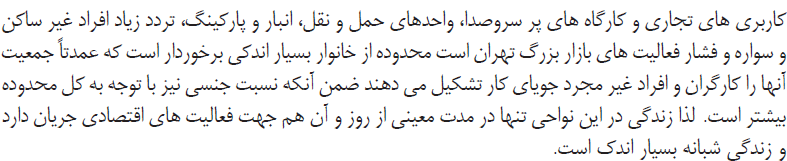 کاربری های تجاری و کارگاه های پر سروصدا، واحدهای حمل و نقل، انبار و پارکینگ، تردد زیاد افراد غیر ساکن
و سواره و فشار فعالیت های بازار بزرگ تهران است محدوده از خانوار بسیار اندکی برخوردار است که عمدتاً جمعیت
آنها را کارگران و افراد غیر مجرد جویای کار تشکیل می دهند ضمن آنکه نسبت جنسی نیز با توجه به کل محدوده
بیشتر است. لذا زندگی در این نواحی تنها در مدت معینی از روز و آن هم جهت فعالیت های اقتصادی جریان دارد
و زندگی شبانه بسیار اندک است.